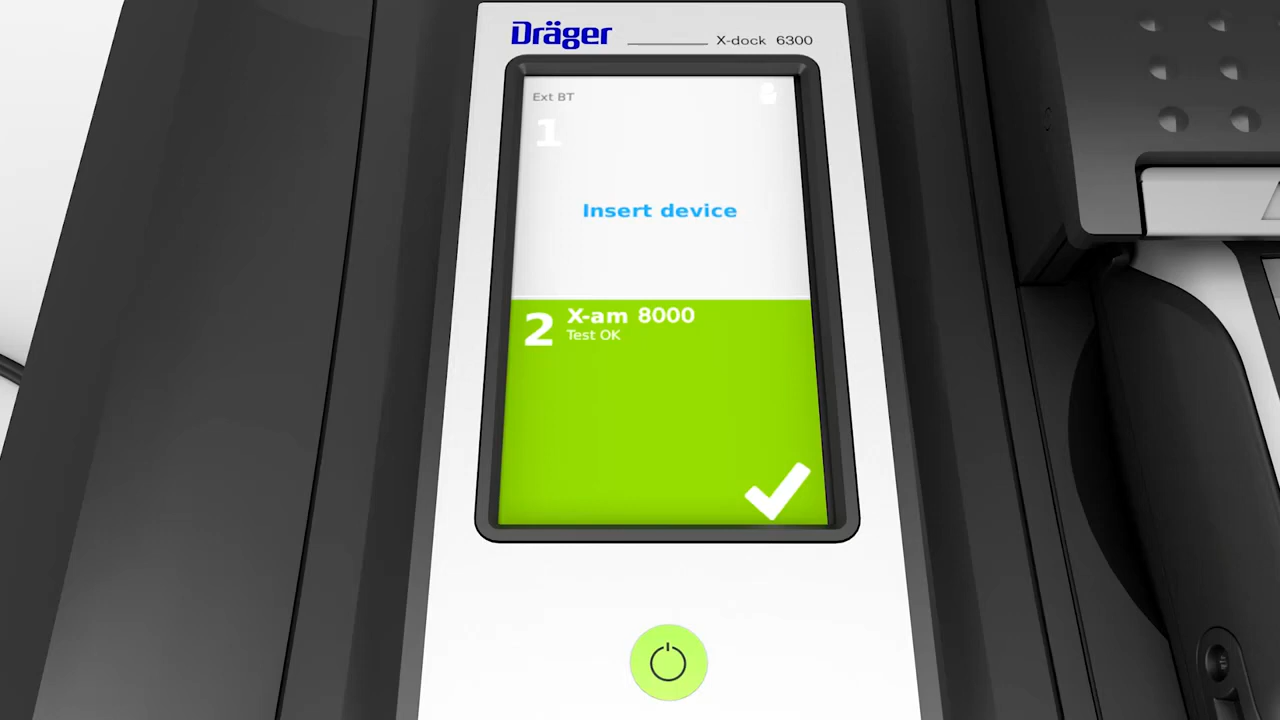 Dräger X-dock 6300
Ext BT
1
Insert device
2 X-am 8000
Test OK